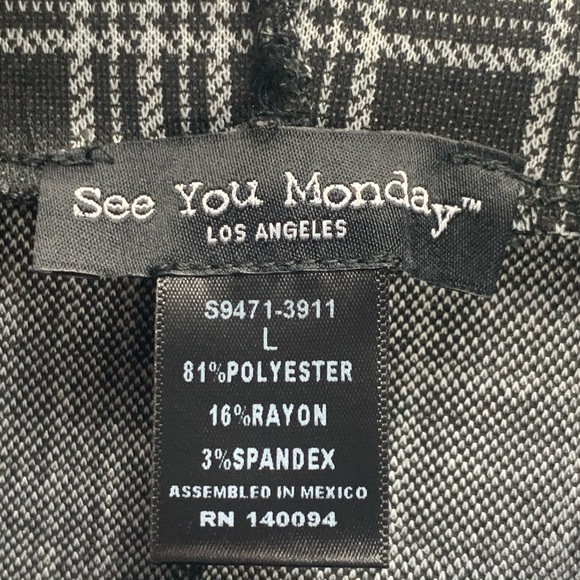 See You Monday™
LOS ANGELES
S9471-3911
L
81%POLYESTER
16%RAYON
3%SPANDEX
ASSEMBLED IN MEXICO
RN 140094